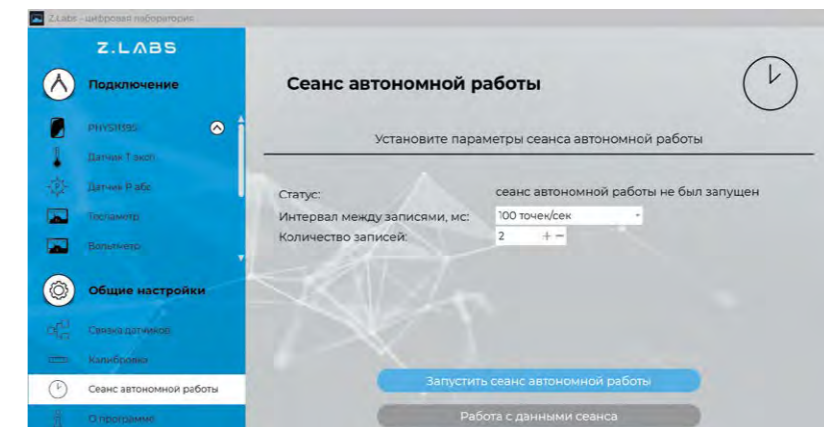 Z.Labs - цифровая лаборатория
Z.LABS
Подключение
Датчик Т эксп
Датчик Р абс
Тесламетр
Вольтметр
Общие настройки
Связка датчиков
Калибровка
Сеанс автономной работы
О программе
Сеанс автономной работы
Установите параметры сеанса автономной работы
Статус: сеанс автономной работы не был запущен
Интервал между записями, мс: 100 точек/сек
Количество записей: 2 + -
Запустить сеанс автономной работы
Работа с данными сеанса